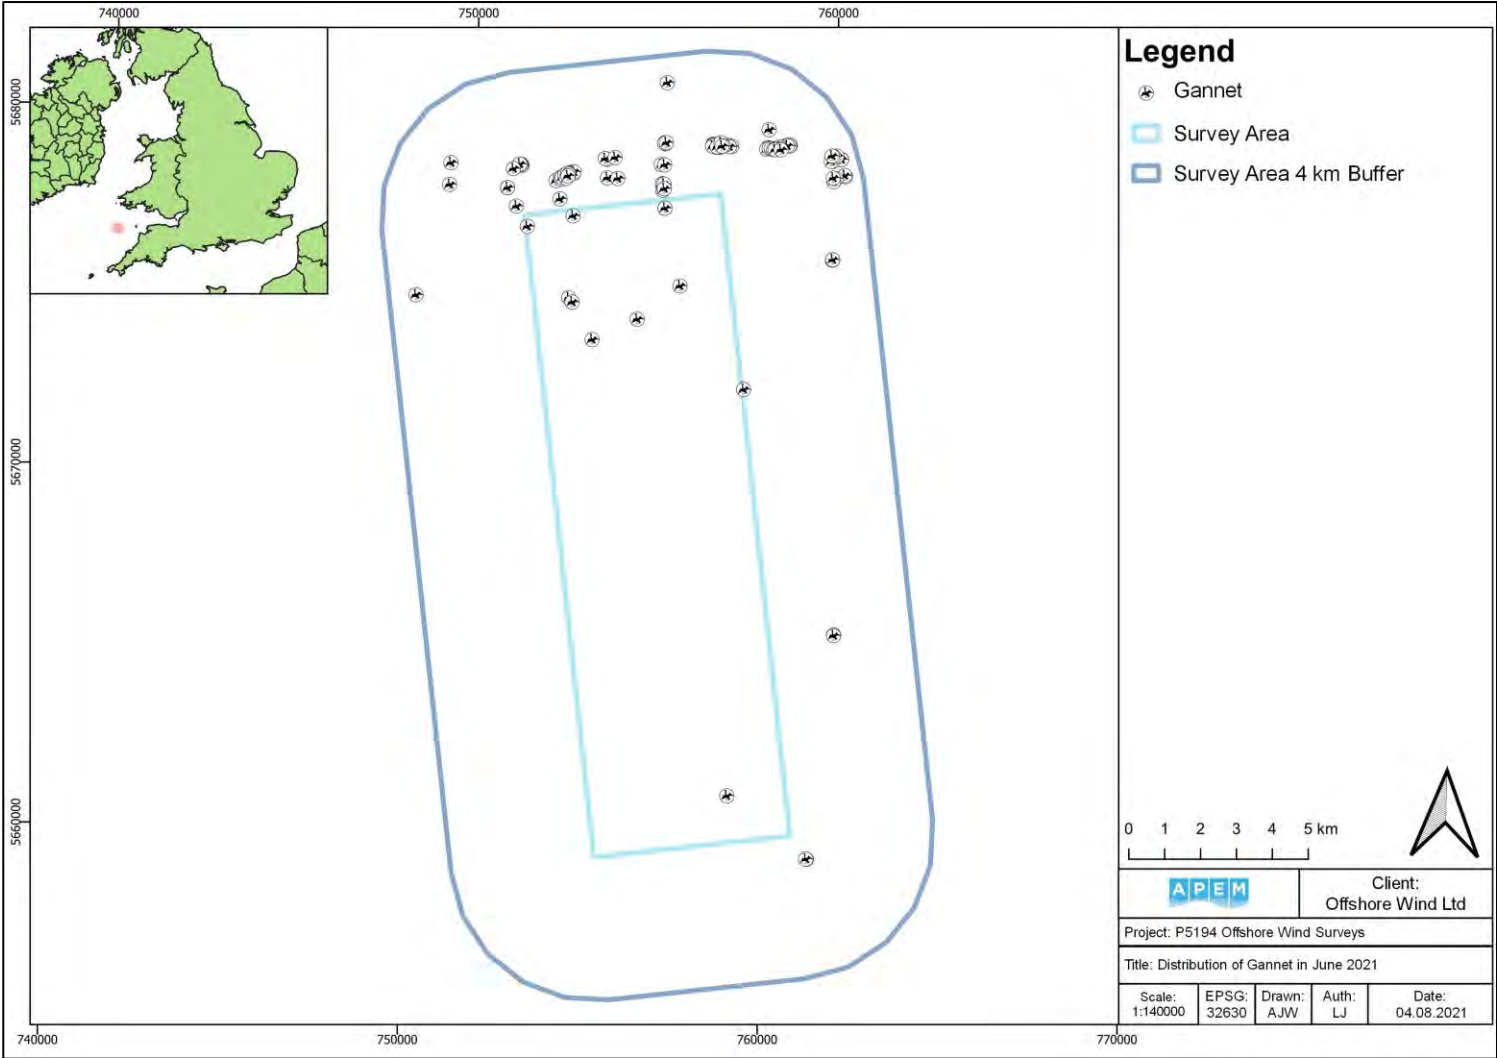 740000
750000
760000
5680000
5670000
5660000
740000
750000
760000
770000
Legend
Gannet
Survey Area
Survey Area 4 km Buffer
0 1 2 3 4 5 km
APEM
Client:
Offshore Wind Ltd
Project: P5194 Offshore Wind Surveys
Title: Distribution of Gannet in June 2021
Scale:
1:140000
EPSG:
32630
Drawn:
AJW
Auth:
LJ
Date:
04.08.2021